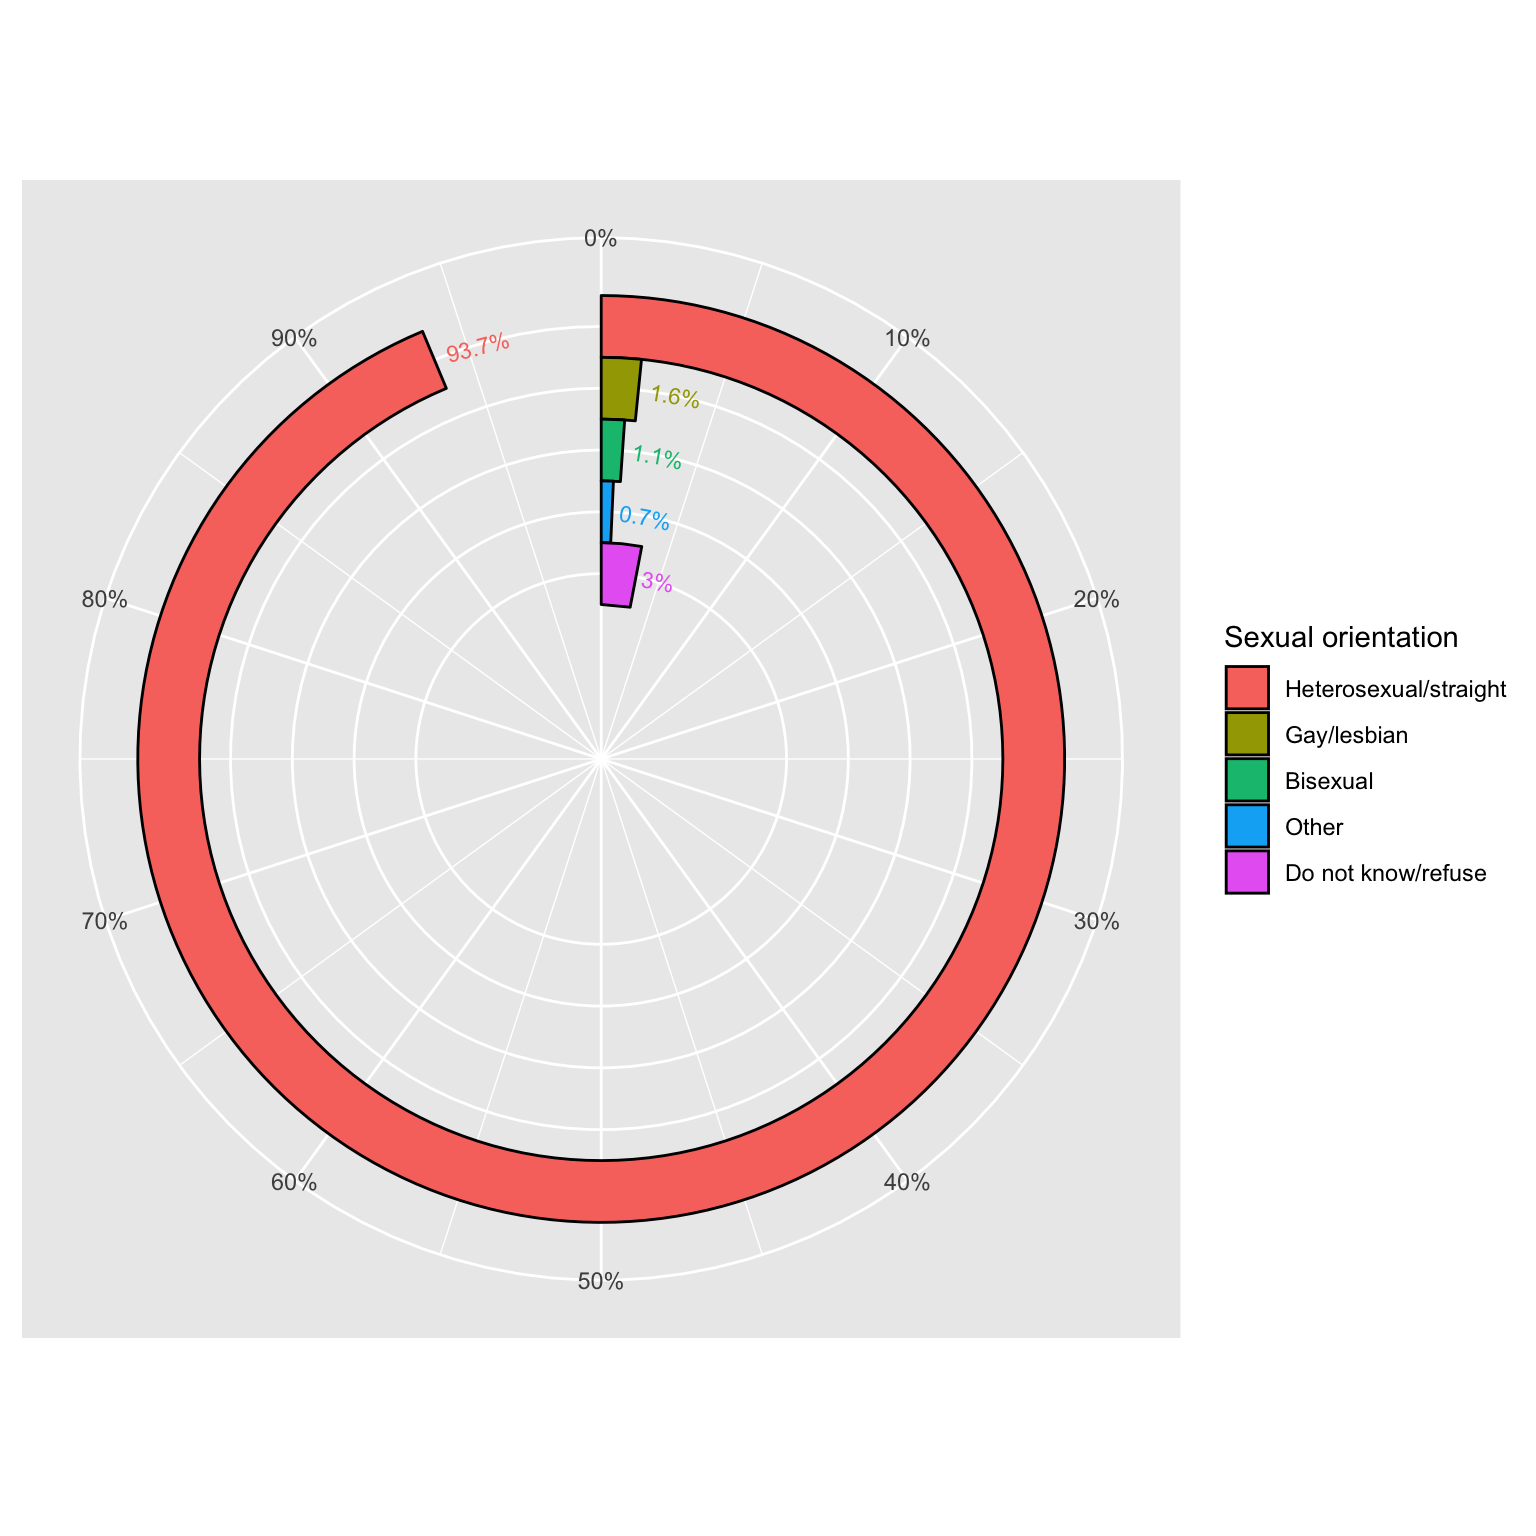 0%
90%
93.7%
10%
1.6%
1.1%
0.7%
3%
80%
20%
70%
30%
60%
40%
50%
Sexual orientation
Heterosexual/straight
Gay/lesbian
Bisexual
Other
Do not know/refuse